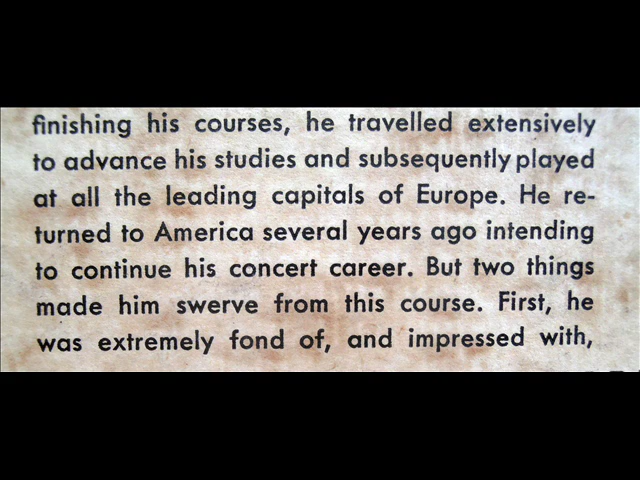 finishing his courses, he travelled extensively
to advance his studies and subsequently played
at all the leading capitals of Europe. He re-
turned to America several years ago intending
to continue his concert career. But two things
made him swerve from this course. First, he
was extremely fond of, and impressed with,